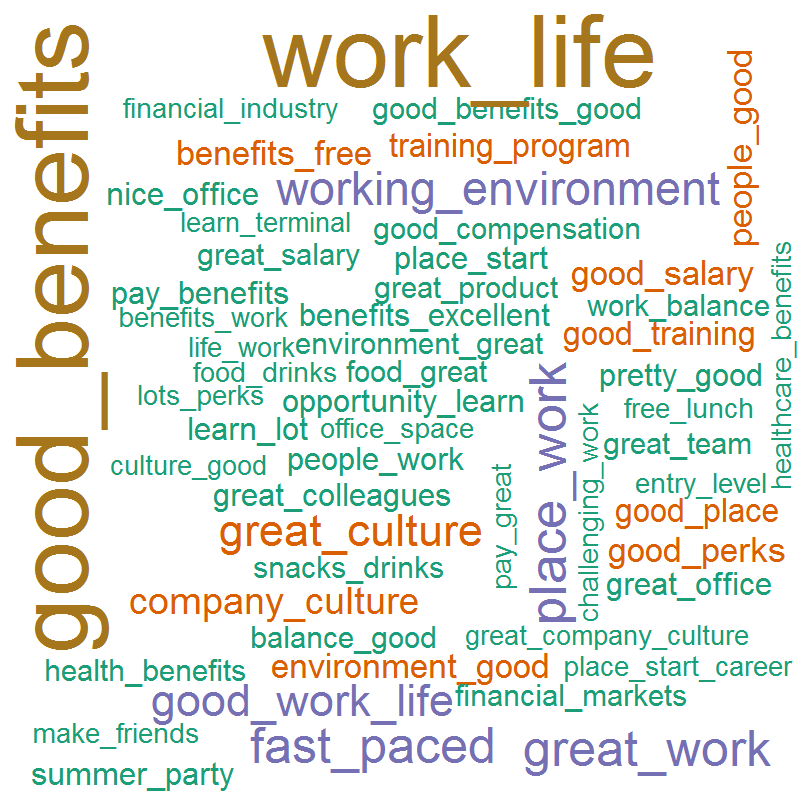 work_life
good_benefits
financial_industry
good_benefits_good
people_good
benefits_free
training_program
nice_office
working_environment
learn_terminal
good_compensation
great_salary
place_start
good_salary
healthcare_benefits
pay_benefits
great_product
work_balance
benefits_work
benefits_excellent
good_training
life_work
environment_great
food_drinks
food_great
place_work
pretty_good
lots_perks
opportunity_learn
free_lunch
learn_lot
office_space
challenging_work
great_team
culture_good
people_work
pay_great
entry_level
great_colleagues
good_place
great_culture
good_perks
snacks_drinks
great_office
company_culture
balance_good
great_company_culture
health_benefits
environment_good
place_start_career
good_work_life
financial_markets
make_friends
fast_paced
great_work
summer_party